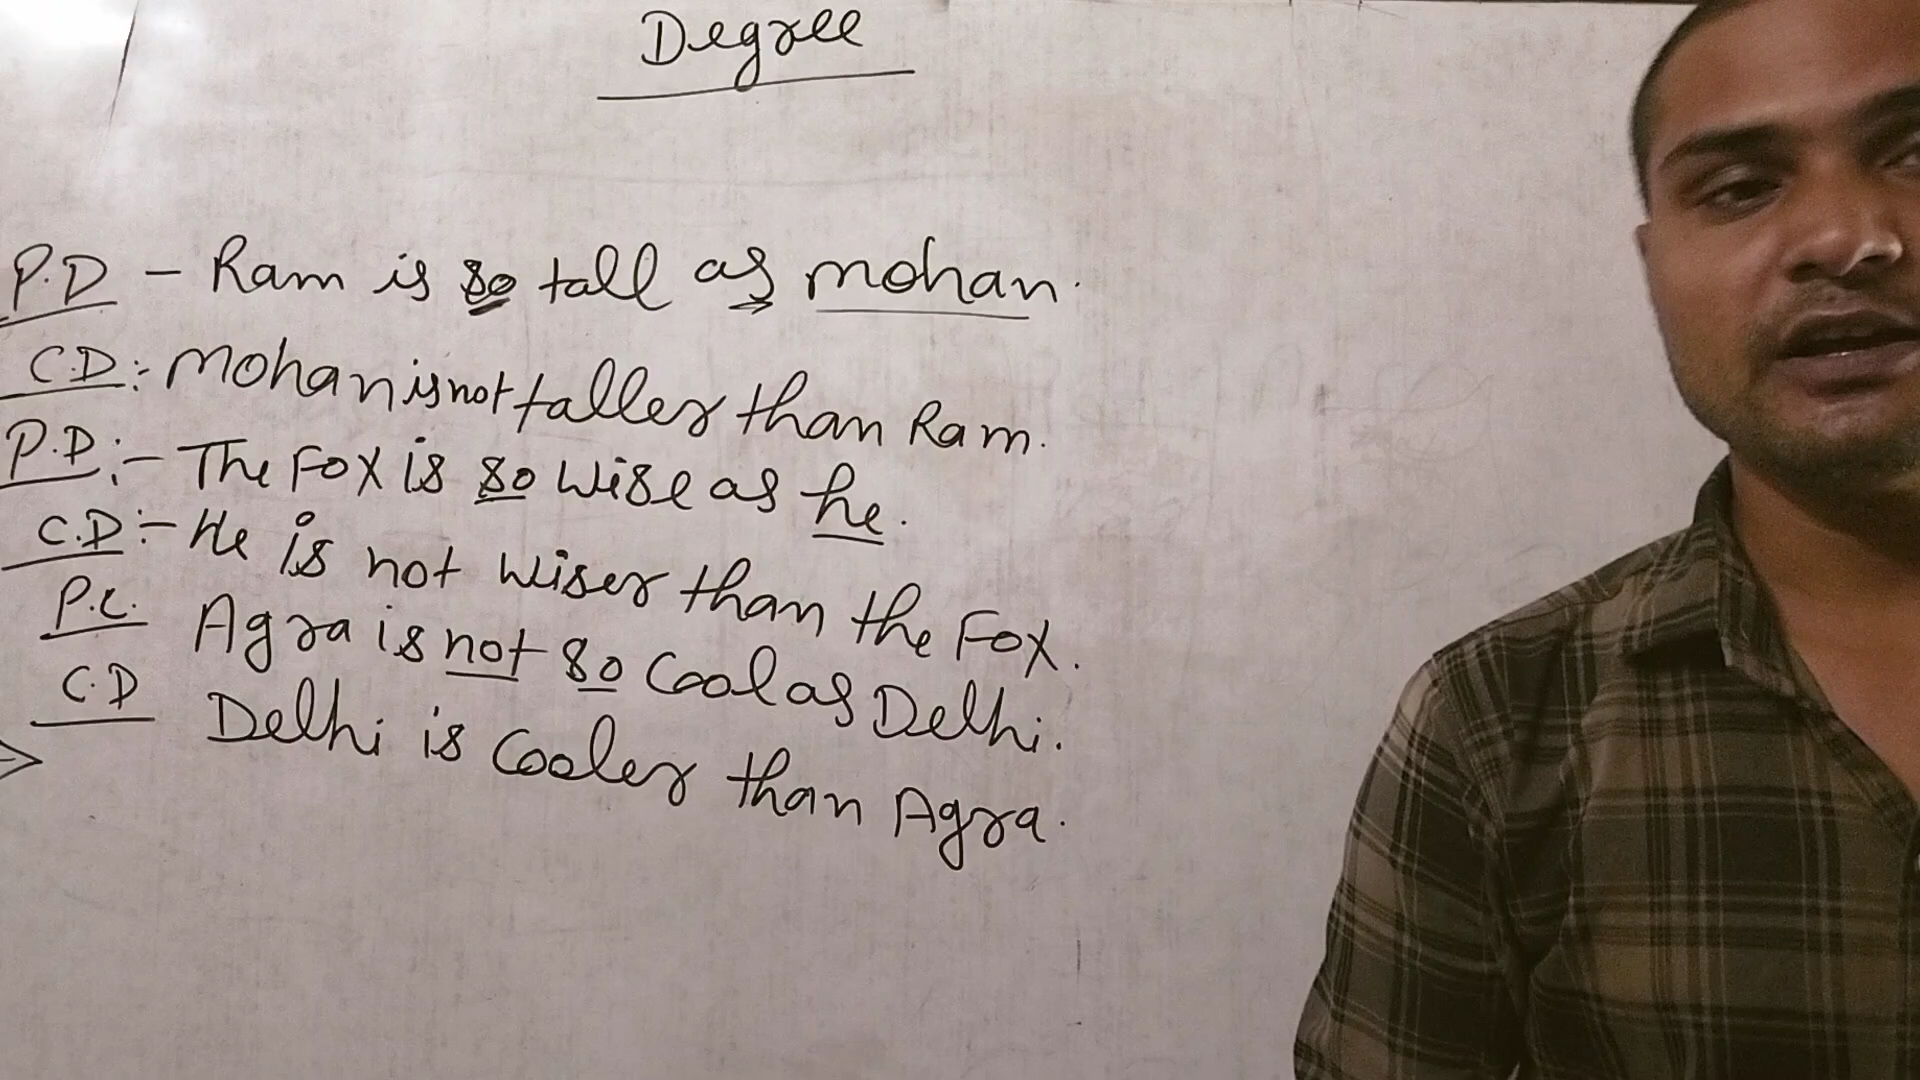 Degree
P.D - Ram is so tall as mohan.
C.D :- Mohan is not taller than Ram.
P.D :- The Fox is so wise as he.
C.D :- He is not wiser than the Fox.
P.C. Agra is not so Cool as Delhi.
C.D Delhi is Cooler than Agra.